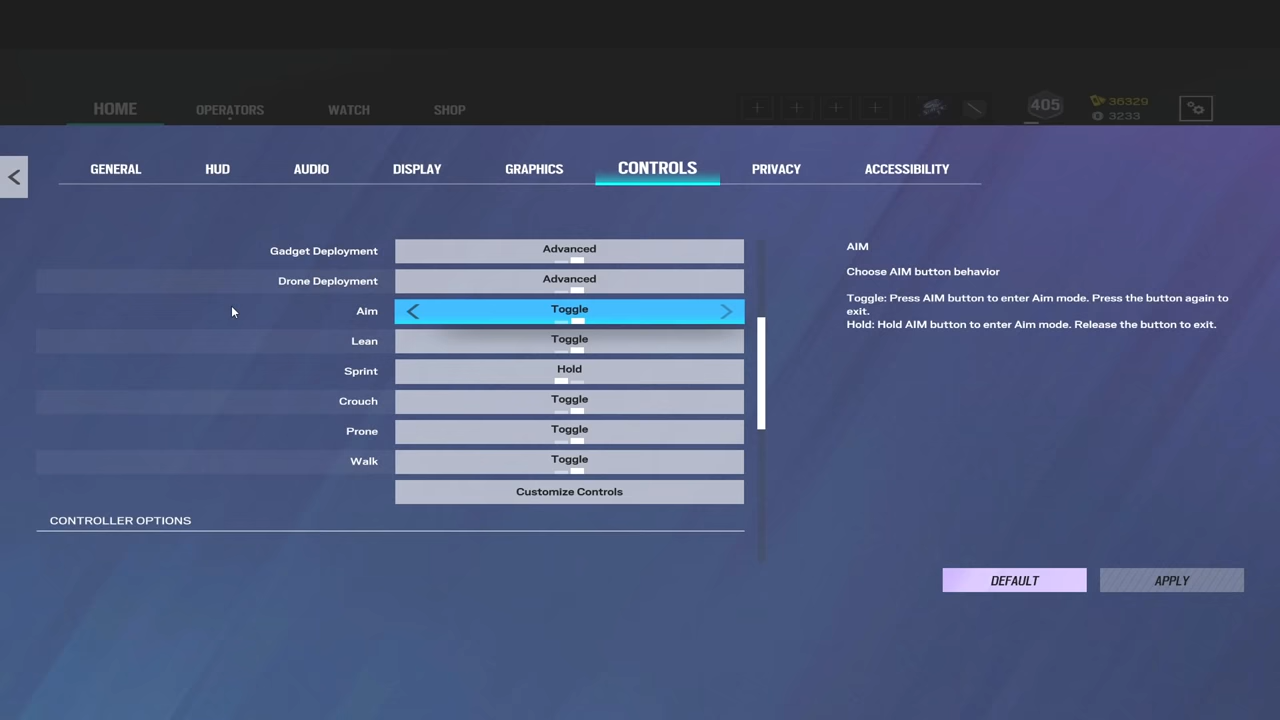 HOME OPERATORS WATCH SHOP 405 36329
3233
GENERAL HUD AUDIO DISPLAY GRAPHICS CONTROLS PRIVACY ACCESSIBILITY
Gadget Deployment Advanced
Drone Deployment Advanced
Aim Toggle
Lean Toggle
Sprint Hold
Crouch Toggle
Prone Toggle
Walk Toggle
Customize Controls
CONTROLLER OPTIONS
AIM
Choose AIM button behavior
Toggle: Press AIM button to enter Aim mode. Press the button again to
exit.
Hold: Hold AIM button to enter Aim mode. Release the button to exit.
DEFAULT APPLY